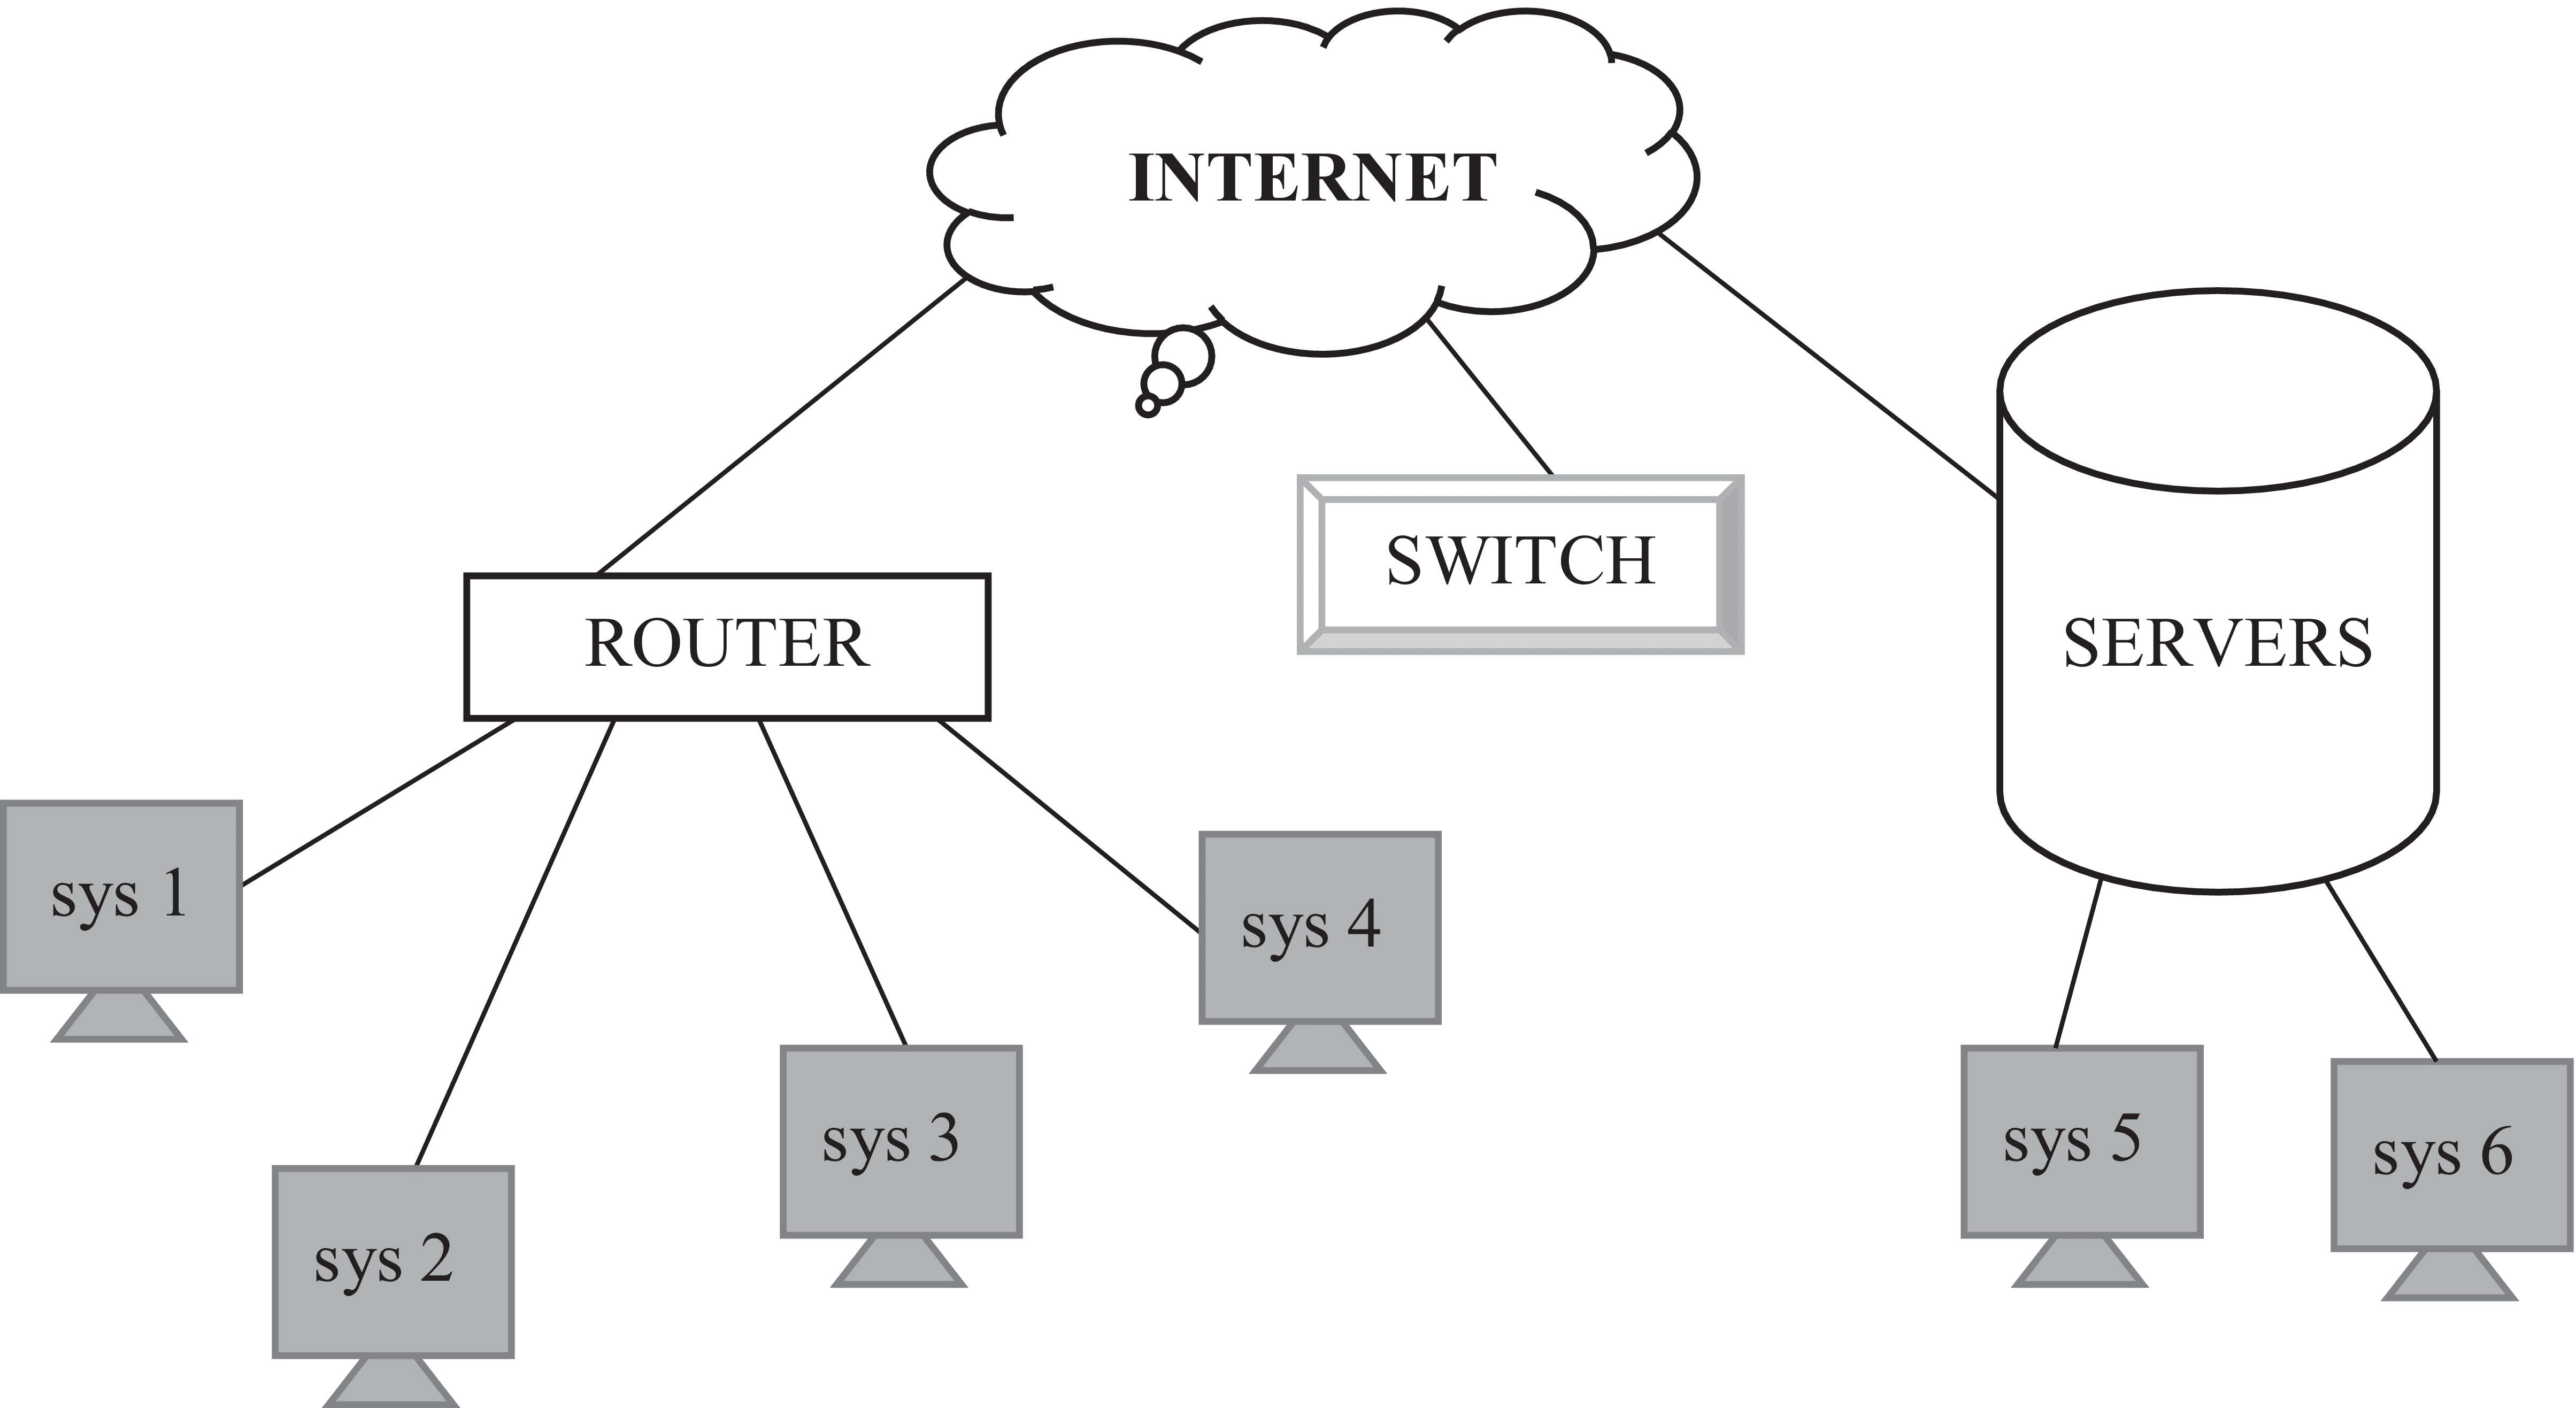 INTERNET
SWITCH
ROUTER
SERVERS
sys 1
sys 4
sys 3
sys 5
sys 6
sys 2